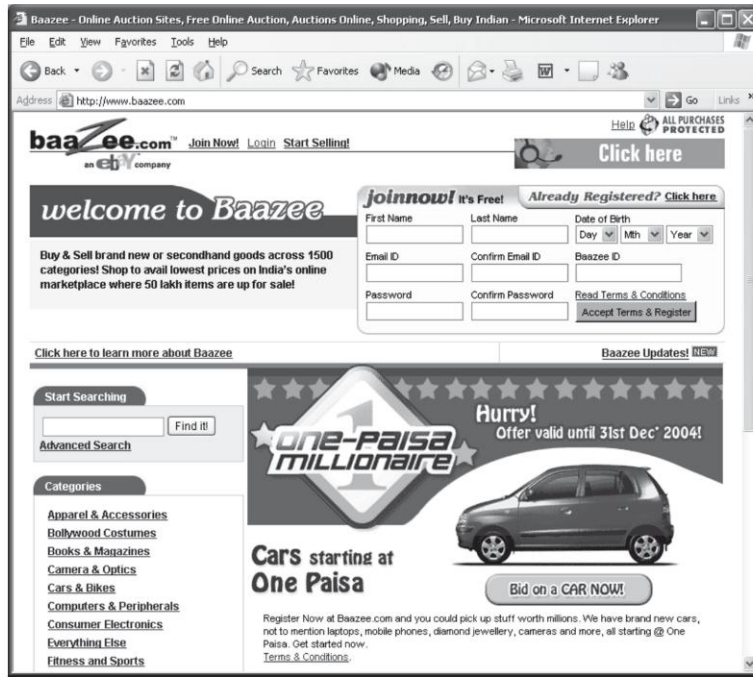 Baazee - Online Auction Sites, Free Online Auction, Auctions Online, Shopping, Sell, Buy Indian - Microsoft Internet Explorer
File Edit View Favorites Tools Help
Back Search Favorites Media
Address http://www.baazee.com Go Links »
baaZee.com™ Join Now! Login Start Selling!
an ebY company
Help ALL PURCHASES PROTECTED
Click here
welcome to Baazee
Buy & Sell brand new or secondhand
goods across 1500
categories! Shop to avail lowest prices on India's online
marketplace where 50 lakh items are up for sale!
joinnow! It's Free! Already Registered? Click here
First Name Last Name Date of Birth
Day Mth Year
Email ID Confirm Email ID Baazee ID
Password Confirm Password Read Terms & Conditions
Accept Terms & Register
Click here to learn more about Baazee Baazee Updates! NEW
Start Searching
Find it!
Advanced Search
Categories
Apparel & Accessories
Bollywood Costumes
Books & Magazines
Camera & Optics
Cars & Bikes
Computers & Peripherals
Consumer Electronics
Everything Else
Fitness and Sports
1
ONE-PAISA
MILLIONAIRE
Hurry!
Offer valid until 31st Dec' 2004!
Cars starting at
One Paisa
Bid on a CAR NOW!
Register Now at Baazee.com and you could pick up stuff worth millions. We have brand new cars,
not to mention laptops, mobile phones, diamond jewellery, cameras and more, all starting @ One
Paisa. Get started now.
Terms & Conditions.